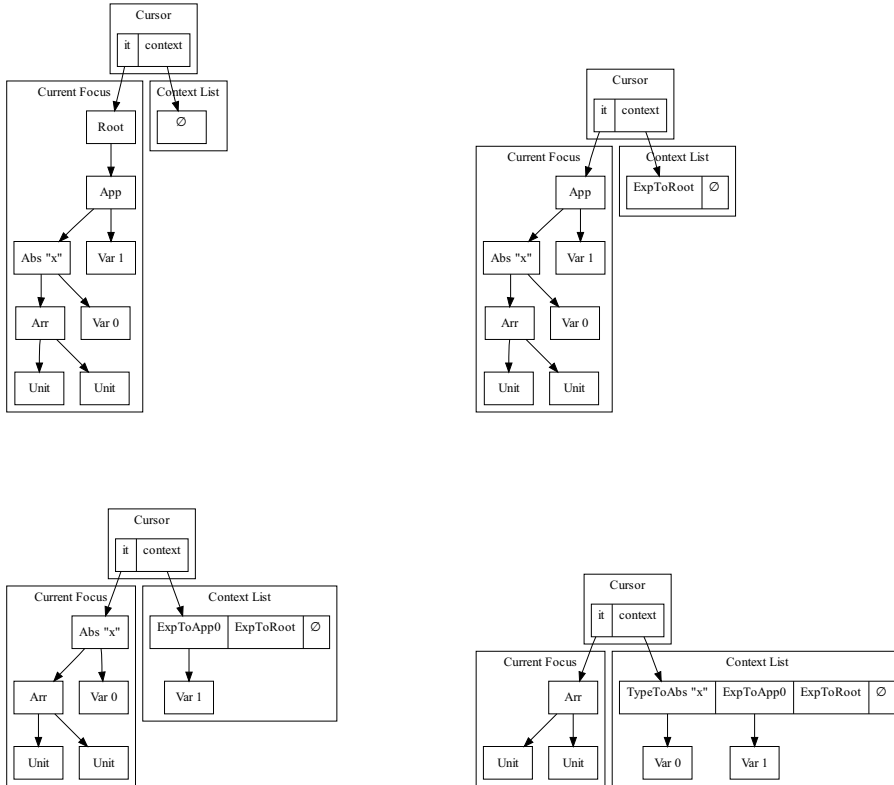 Cursor
it context
Current Focus Context List
Root ∅
App
Abs "x" Var 1
Arr Var 0
Unit Unit
Cursor
it context
Current Focus Context List
App ExpToRoot ∅
Abs "x" Var 1
Arr Var 0
Unit Unit
Cursor
it context
Current Focus Context List
Abs "x" ExpToApp0 ExpToRoot ∅
Arr Var 0 Var 1
Unit Unit
Cursor
it context
Current Focus Context List
Arr TypeToAbs "x" ExpToApp0 ExpToRoot ∅
Unit Unit Var 0 Var 1